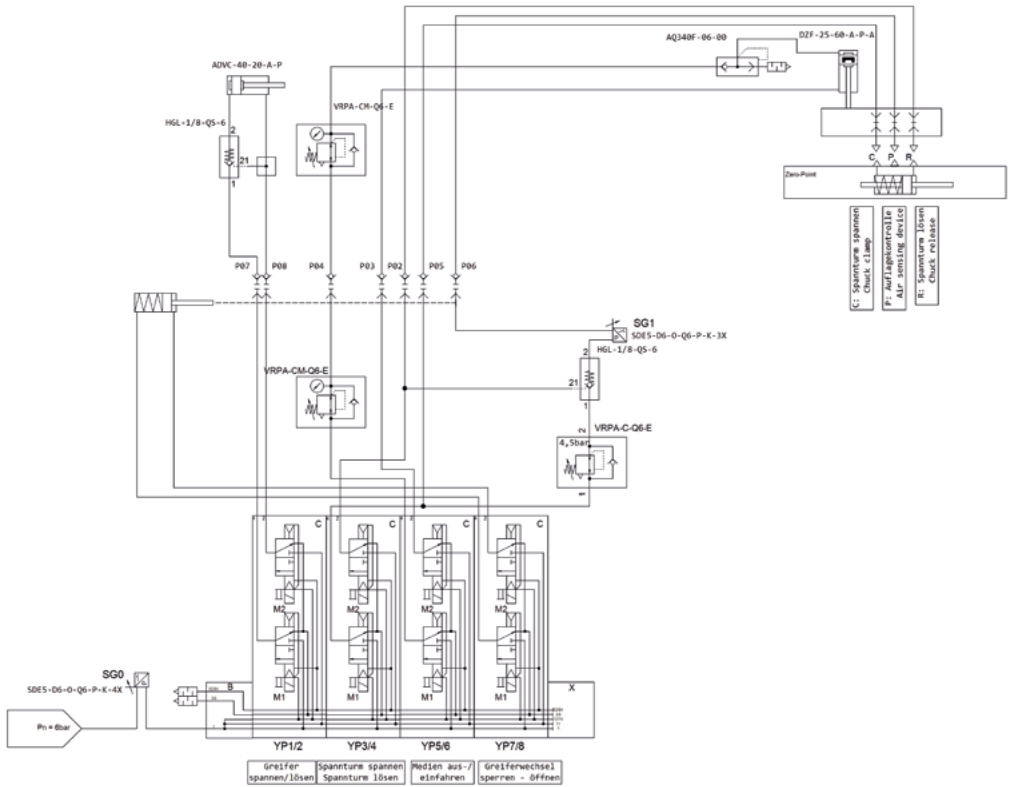 AQ340F-06-00
DZF-25-60-A-P-A
ADVC-40-20-A-P
VRPA-CM-Q6-E
HGL-1/8-QS-6
2
21
1
C P R
Zero-Point
C: Spannturm spannen
Chuck clamp
P: Auflagekontrolle
Air sensing device
R: Spannturm lösen
Chuck release
P07 P08 P04 P03 P02 P05 P06
SG1
SDE5-D6-O-Q6-P-K-3X
2
HGL-1/8-QS-6
21
1
VRPA-CM-Q6-E
2
VRPA-C-Q6-E
4,5bar
1
C C C C
M2 M2 M2 M2
M1 M1 M1 M1
SG0
SDE5-D6-O-Q6-P-K-4X
B
X
Pn = 6bar
YP1/2 YP3/4 YP5/6 YP7/8
Greifer
spannen/lösen
Spannturm spannen
Spannturm lösen
Medien aus-/
einfahren
Greiferwechsel
sperren - öffnen